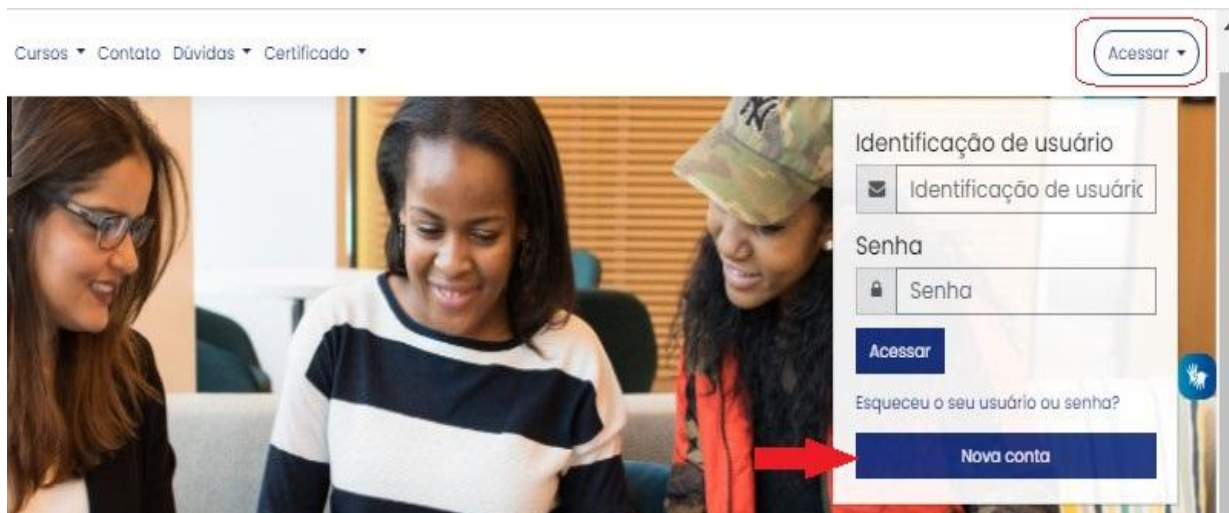 Cursos Contato Dúvidas Certificado
Acessar
Identificação de usuário
Identificação de usuáric
Senha
Senha
Acessar
Esqueceu o seu usuário ou senha?
Nova conta